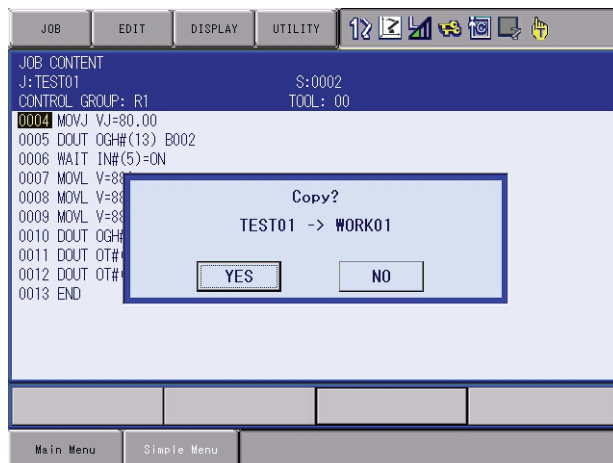 JOB EDIT DISPLAY UTILITY
JOB CONTENT
J:TEST01 S:0002
CONTROL GROUP: R1 TOOL: 00
0004 MOVJ VJ=80.00
0005 DOUT OGH#(13) B002
0006 WAIT IN#(5)=ON
0007 MOVL V=88
0008 MOVL V=88
0009 MOVL V=88
0010 DOUT OGH#
0011 DOUT OT#
0012 DOUT OT#
0013 END
Copy?
TEST01 -> WORK01
YES NO
Main Menu Simple Menu